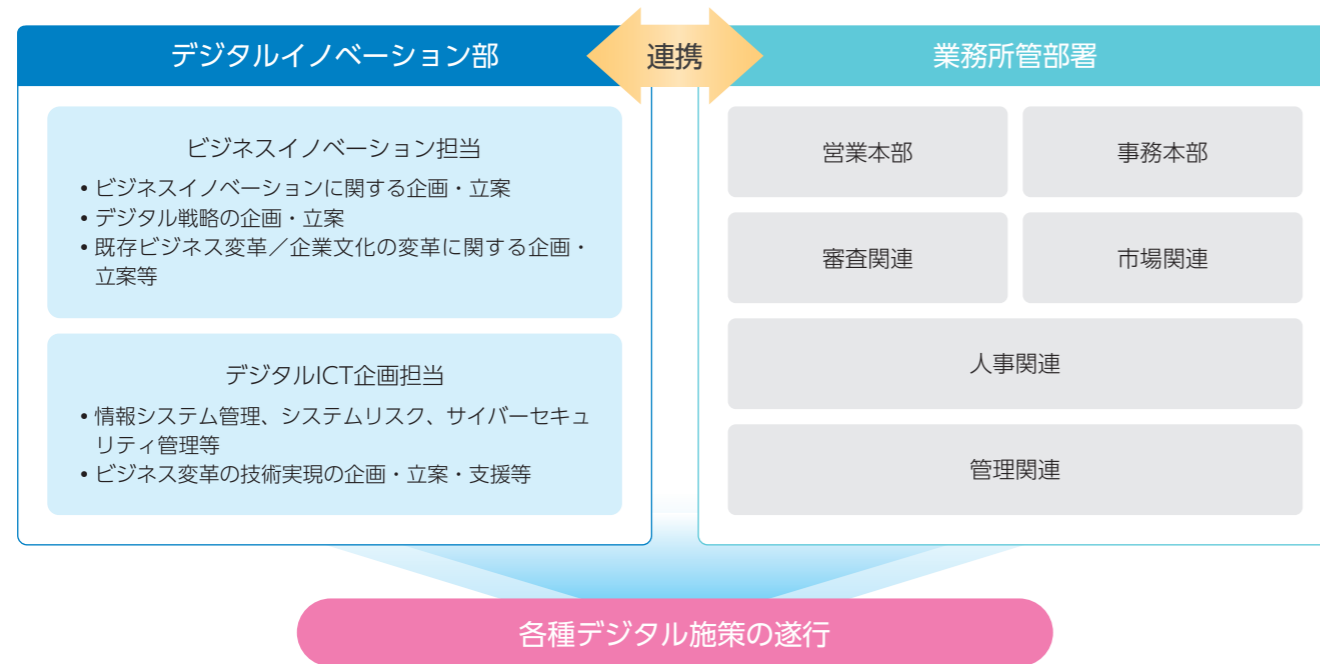 デジタルイノベーション部
連携
業務所管部署
ビジネスイノベーション担当
• ビジネスイノベーションに関する企画・立案
• デジタル戦略の企画・立案
• 既存ビジネス変革／企業文化の変革に関する企画・
立案等
デジタルICT企画担当
• 情報システム管理、システムリスク、サイバーセキュ
リティ管理等
• ビジネス変革の技術実現の企画・立案・支援等
営業本部
事務本部
審査関連
市場関連
人事関連
管理関連
各種デジタル施策の遂行